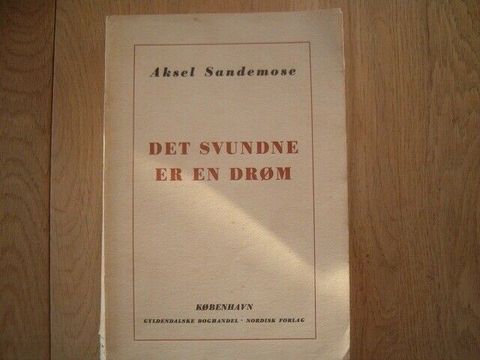 Aksel Sandemose
DET SVUNDNE
ER EN DRØM
KØBENHAVN
GYLDENDALSKE BOGHANDEL · NORDISK FORLAG